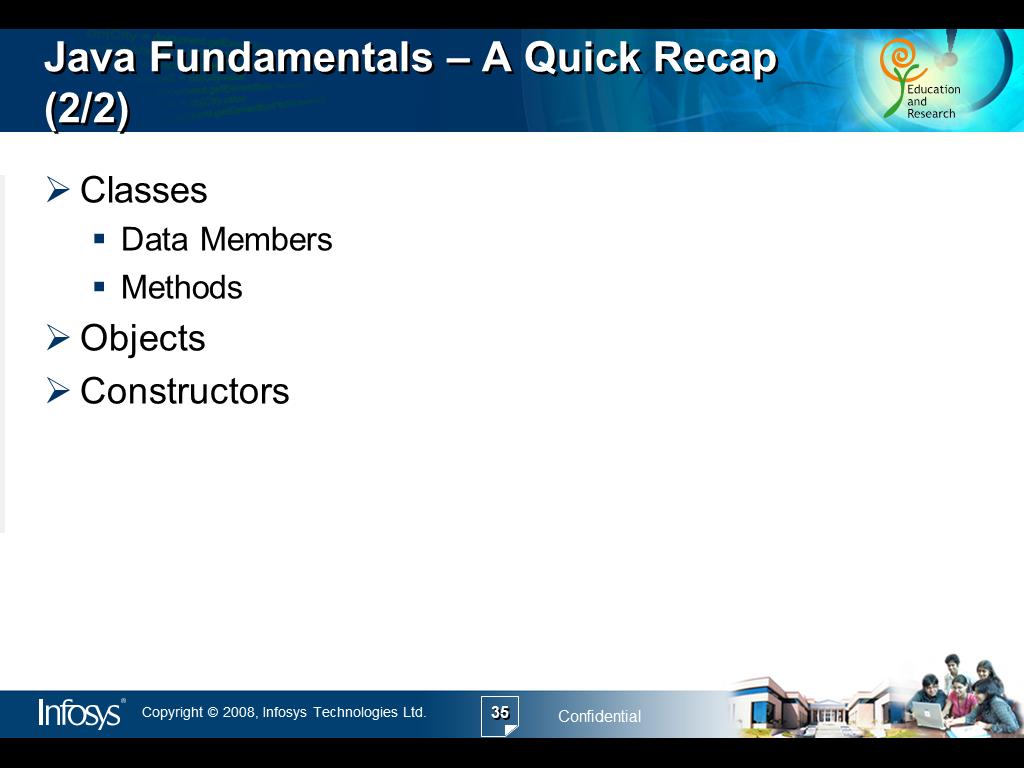 Java Fundamentals – A Quick Recap
(2/2)
Education
and
Research
Classes
Data Members
Methods
Objects
Constructors
Infosys®
Copyright © 2008, Infosys Technologies Ltd.
35
Confidential